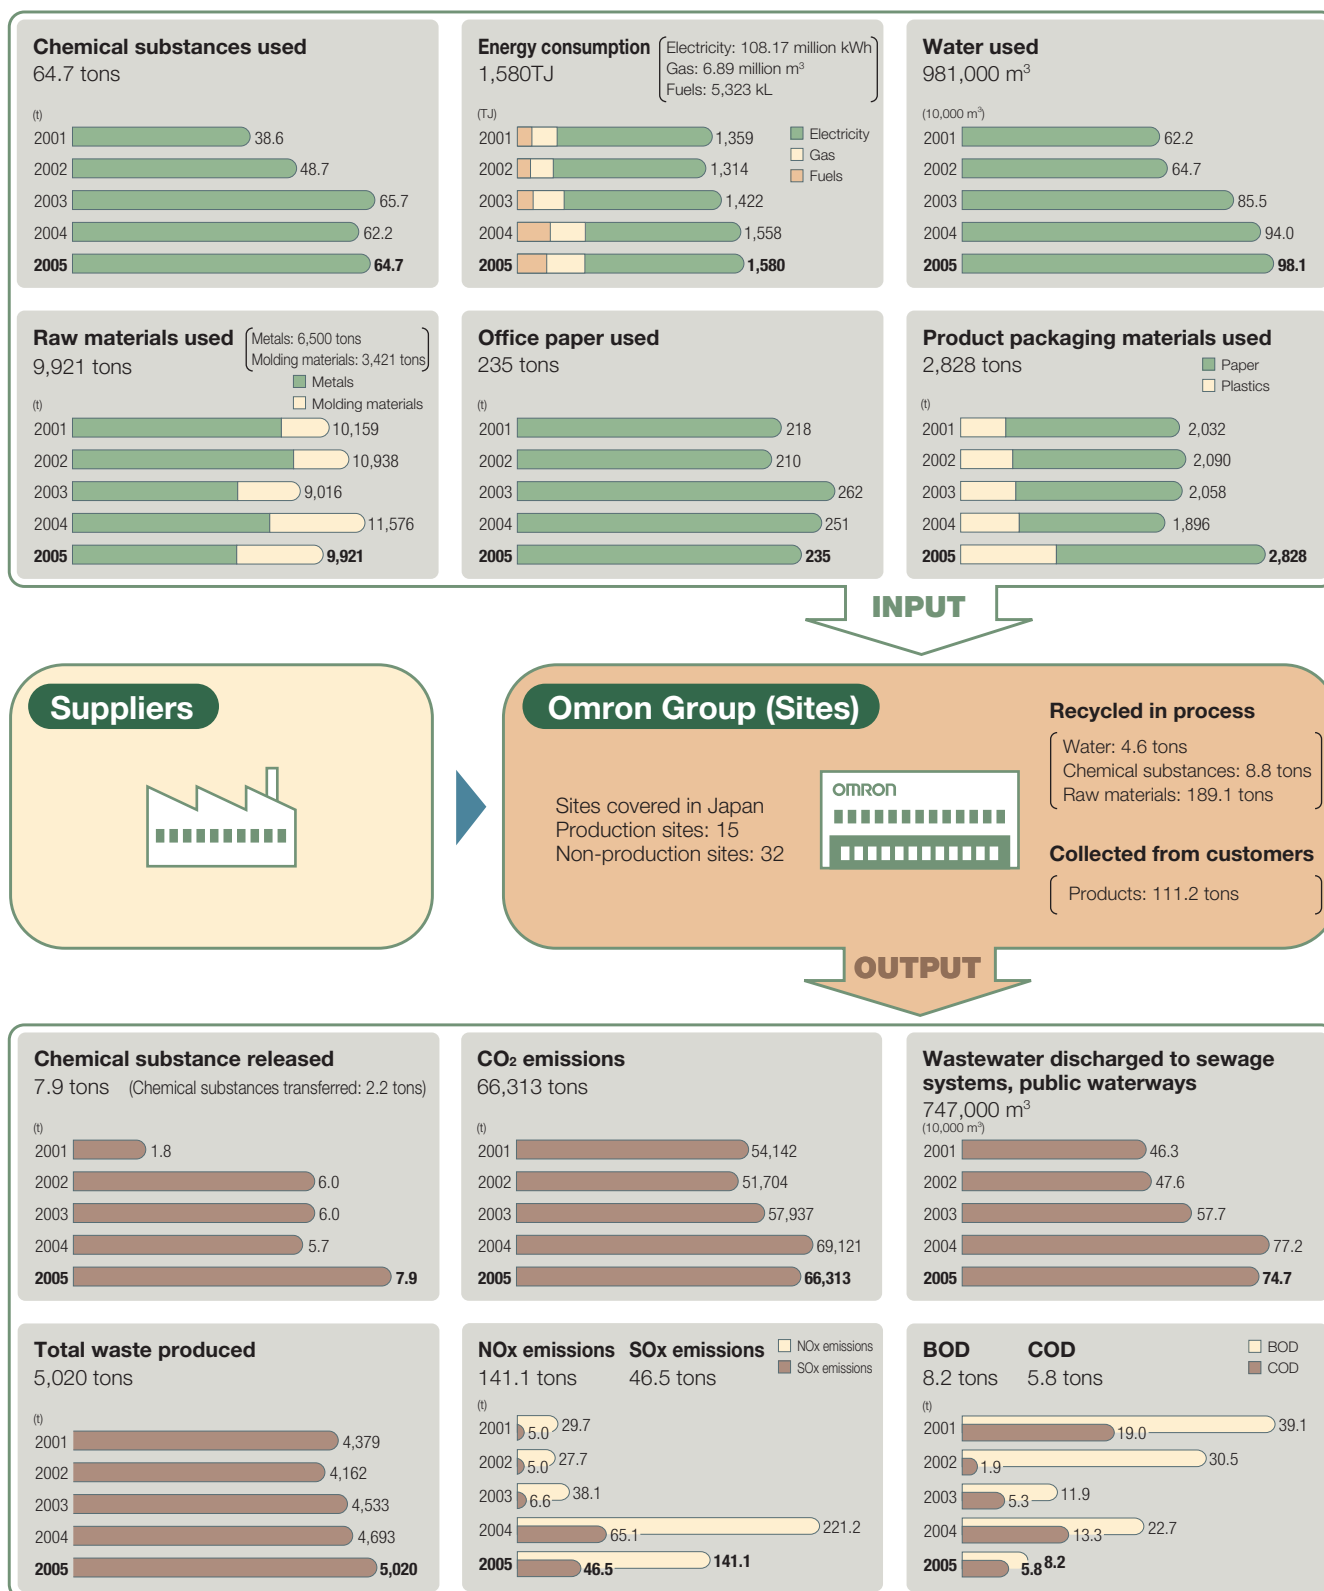 Chemical substances used
64.7 tons
(t)
2001 38.6
2002 48.7
2003 65.7
2004 62.2
2005 64.7
Energy consumption
1,580TJ
Electricity: 108.17 million kWh
Gas: 6.89 million m³
Fuels: 5,323 kL
(TJ)
Electricity
Gas
Fuels
2001 1,359
2002 1,314
2003 1,422
2004 1,558
2005 1,580
Water used
981,000 m³
(10,000 m³)
2001 62.2
2002 64.7
2003 85.5
2004 94.0
2005 98.1
Raw materials used
9,921 tons
Metals: 6,500 tons
Molding materials: 3,421 tons
Metals
Molding materials
(t)
2001 10,159
2002 10,938
2003 9,016
2004 11,576
2005 9,921
Office paper used
235 tons
(t)
2001 218
2002 210
2003 262
2004 251
2005 235
Product packaging materials used
2,828 tons
Paper
Plastics
(t)
2001 2,032
2002 2,090
2003 2,058
2004 1,896
2005 2,828
INPUT
Suppliers
Omron Group (Sites)
Sites covered in Japan
Production sites: 15
Non-production sites: 32
OMRON
Recycled in process
Water: 4.6 tons
Chemical substances: 8.8 tons
Raw materials: 189.1 tons
Collected from customers
Products: 111.2 tons
OUTPUT
Chemical substance released
7.9 tons (Chemical substances transferred: 2.2 tons)
(t)
2001 1.8
2002 6.0
2003 6.0
2004 5.7
2005 7.9
CO₂ emissions
66,313 tons
(t)
2001 54,142
2002 51,704
2003 57,937
2004 69,121
2005 66,313
Wastewater discharged to sewage
systems, public waterways
747,000 m³
(10,000 m³)
2001 46.3
2002 47.6
2003 57.7
2004 77.2
2005 74.7
Total waste produced
5,020 tons
(t)
2001 4,379
2002 4,162
2003 4,533
2004 4,693
2005 5,020
NOx emissions SOx emissions
141.1 tons 46.5 tons
NOx emissions
SOx emissions
(t)
2001 5.0 29.7
2002 5.0 27.7
2003 6.6 38.1
2004 65.1 221.2
2005 46.5 141.1
BOD COD
8.2 tons 5.8 tons
BOD
COD
(t)
2001 19.0 39.1
2002 1.9 30.5
2003 5.3 11.9
2004 13.3 22.7
2005 5.8 8.2